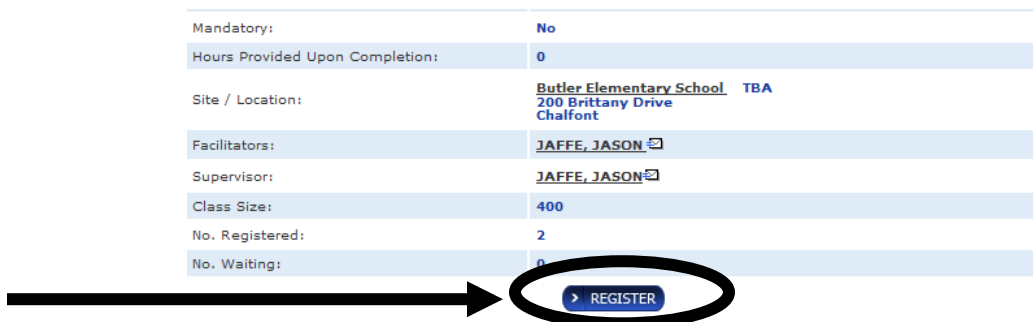 Mandatory: No
Hours Provided Upon Completion: 0
Site / Location: Butler Elementary School TBA
200 Brittany Drive
Chalfont
Facilitators: JAFFE, JASON
Supervisor: JAFFE, JASON
Class Size: 400
No. Registered: 2
No. Waiting: 0
> REGISTER